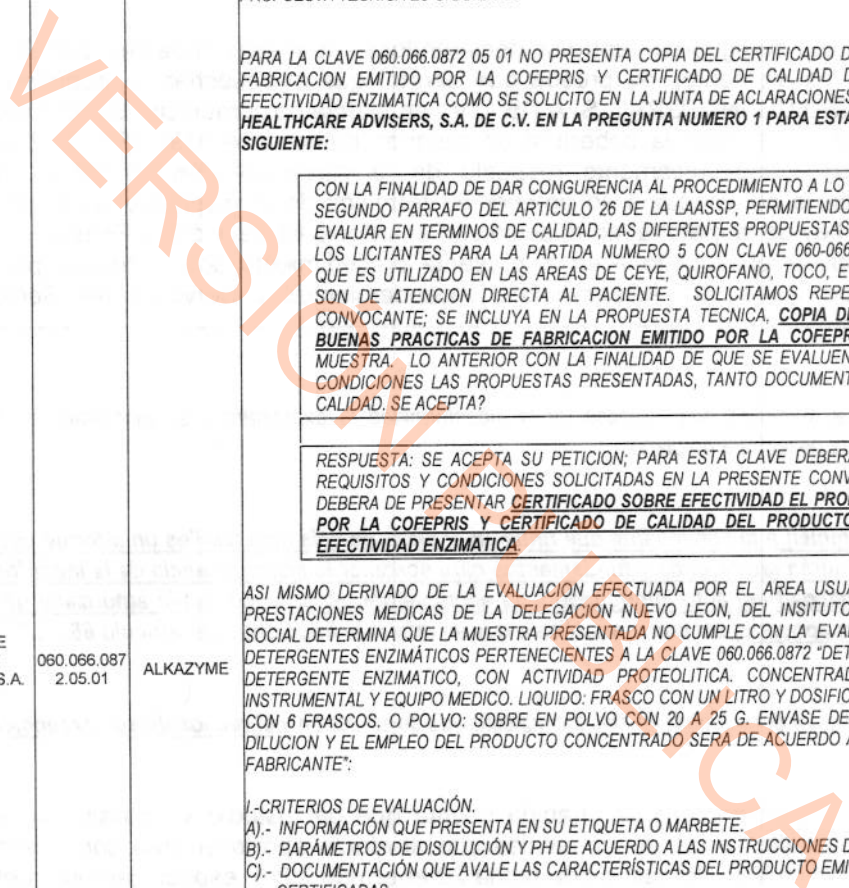 PARA LA CLAVE 060.066.0872 05 01 NO PRESENTA COPIA DEL CERTIFICADO D
FABRICACION EMITIDO POR LA COFEPRIS Y CERTIFICADO DE CALIDAD D
EFECTIVIDAD ENZIMATICA COMO SE SOLICITO EN LA JUNTA DE ACLARACIONES
HEALTHCARE ADVISERS, S.A. DE C.V. EN LA PREGUNTA NUMERO 1 PARA ESTA
SIGUIENTE:
CON LA FINALIDAD DE DAR CONGURENCIA AL PROCEDIMIENTO A LO
SEGUNDO PARRAFO DEL ARTICULO 26 DE LA LAASSP, PERMITIENDO
EVALUAR EN TERMINOS DE CALIDAD, LAS DIFERENTES PROPUESTAS
LOS LICITANTES PARA LA PARTIDA NUMERO 5 CON CLAVE 060-066
QUE ES UTILIZADO EN LAS AREAS DE CEYE, QUIROFANO, TOCO, E
SON DE ATENCION DIRECTA AL PACIENTE. SOLICITAMOS REPE
CONVOCANTE; SE INCLUYA EN LA PROPUESTA TECNICA, COPIA DE
BUENAS PRACTICAS DE FABRICACION EMITIDO POR LA COFEPR
MUESTRA. LO ANTERIOR CON LA FINALIDAD DE QUE SE EVALUEN
CONDICIONES LAS PROPUESTAS PRESENTADAS, TANTO DOCUMENT
CALIDAD. SE ACEPTA?
RESPUESTA: SE ACEPTA SU PETICION; PARA ESTA CLAVE DEBERA
REQUISITOS Y CONDICIONES SOLICITADAS EN LA PRESENTE CONV
DEBERA DE PRESENTAR CERTIFICADO SOBRE EFECTIVIDAD EL PRO
POR LA COFEPRIS Y CERTIFICADO DE CALIDAD DEL PRODUCTO
EFECTIVIDAD ENZIMATICA.
ASI MISMO DERIVADO DE LA EVALUACION EFECTUADA POR EL AREA USUA
PRESTACIONES MEDICAS DE LA DELEGACION NUEVO LEON, DEL INSITUTO
SOCIAL DETERMINA QUE LA MUESTRA PRESENTADA NO CUMPLE CON LA EVAL
DETERGENTES ENZIMÁTICOS PERTENECIENTES A LA CLAVE 060.066.0872 "DET
DETERGENTE ENZIMATICO, CON ACTIVIDAD PROTEOLITICA. CONCENTRAD
INSTRUMENTAL Y EQUIPO MEDICO. LIQUIDO: FRASCO CON UN LITRO Y DOSIFIC
CON 6 FRASCOS. O POLVO: SOBRE EN POLVO CON 20 A 25 G. ENVASE DE
DILUCION Y EL EMPLEO DEL PRODUCTO CONCENTRADO SERA DE ACUERDO A
FABRICANTE":
E
S.A.
060.066.087
2.05.01
ALKAZYME
I.-CRITERIOS DE EVALUACIÓN.
A).- INFORMACIÓN QUE PRESENTA EN SU ETIQUETA O MARBETE.
B).- PARÁMETROS DE DISOLUCIÓN Y PH DE ACUERDO A LAS INSTRUCCIONES D
C).- DOCUMENTACIÓN QUE AVALE LAS CARACTERÍSTICAS DEL PRODUCTO EMI
CERTIFICADAS
VERSIÓN PUBLICA